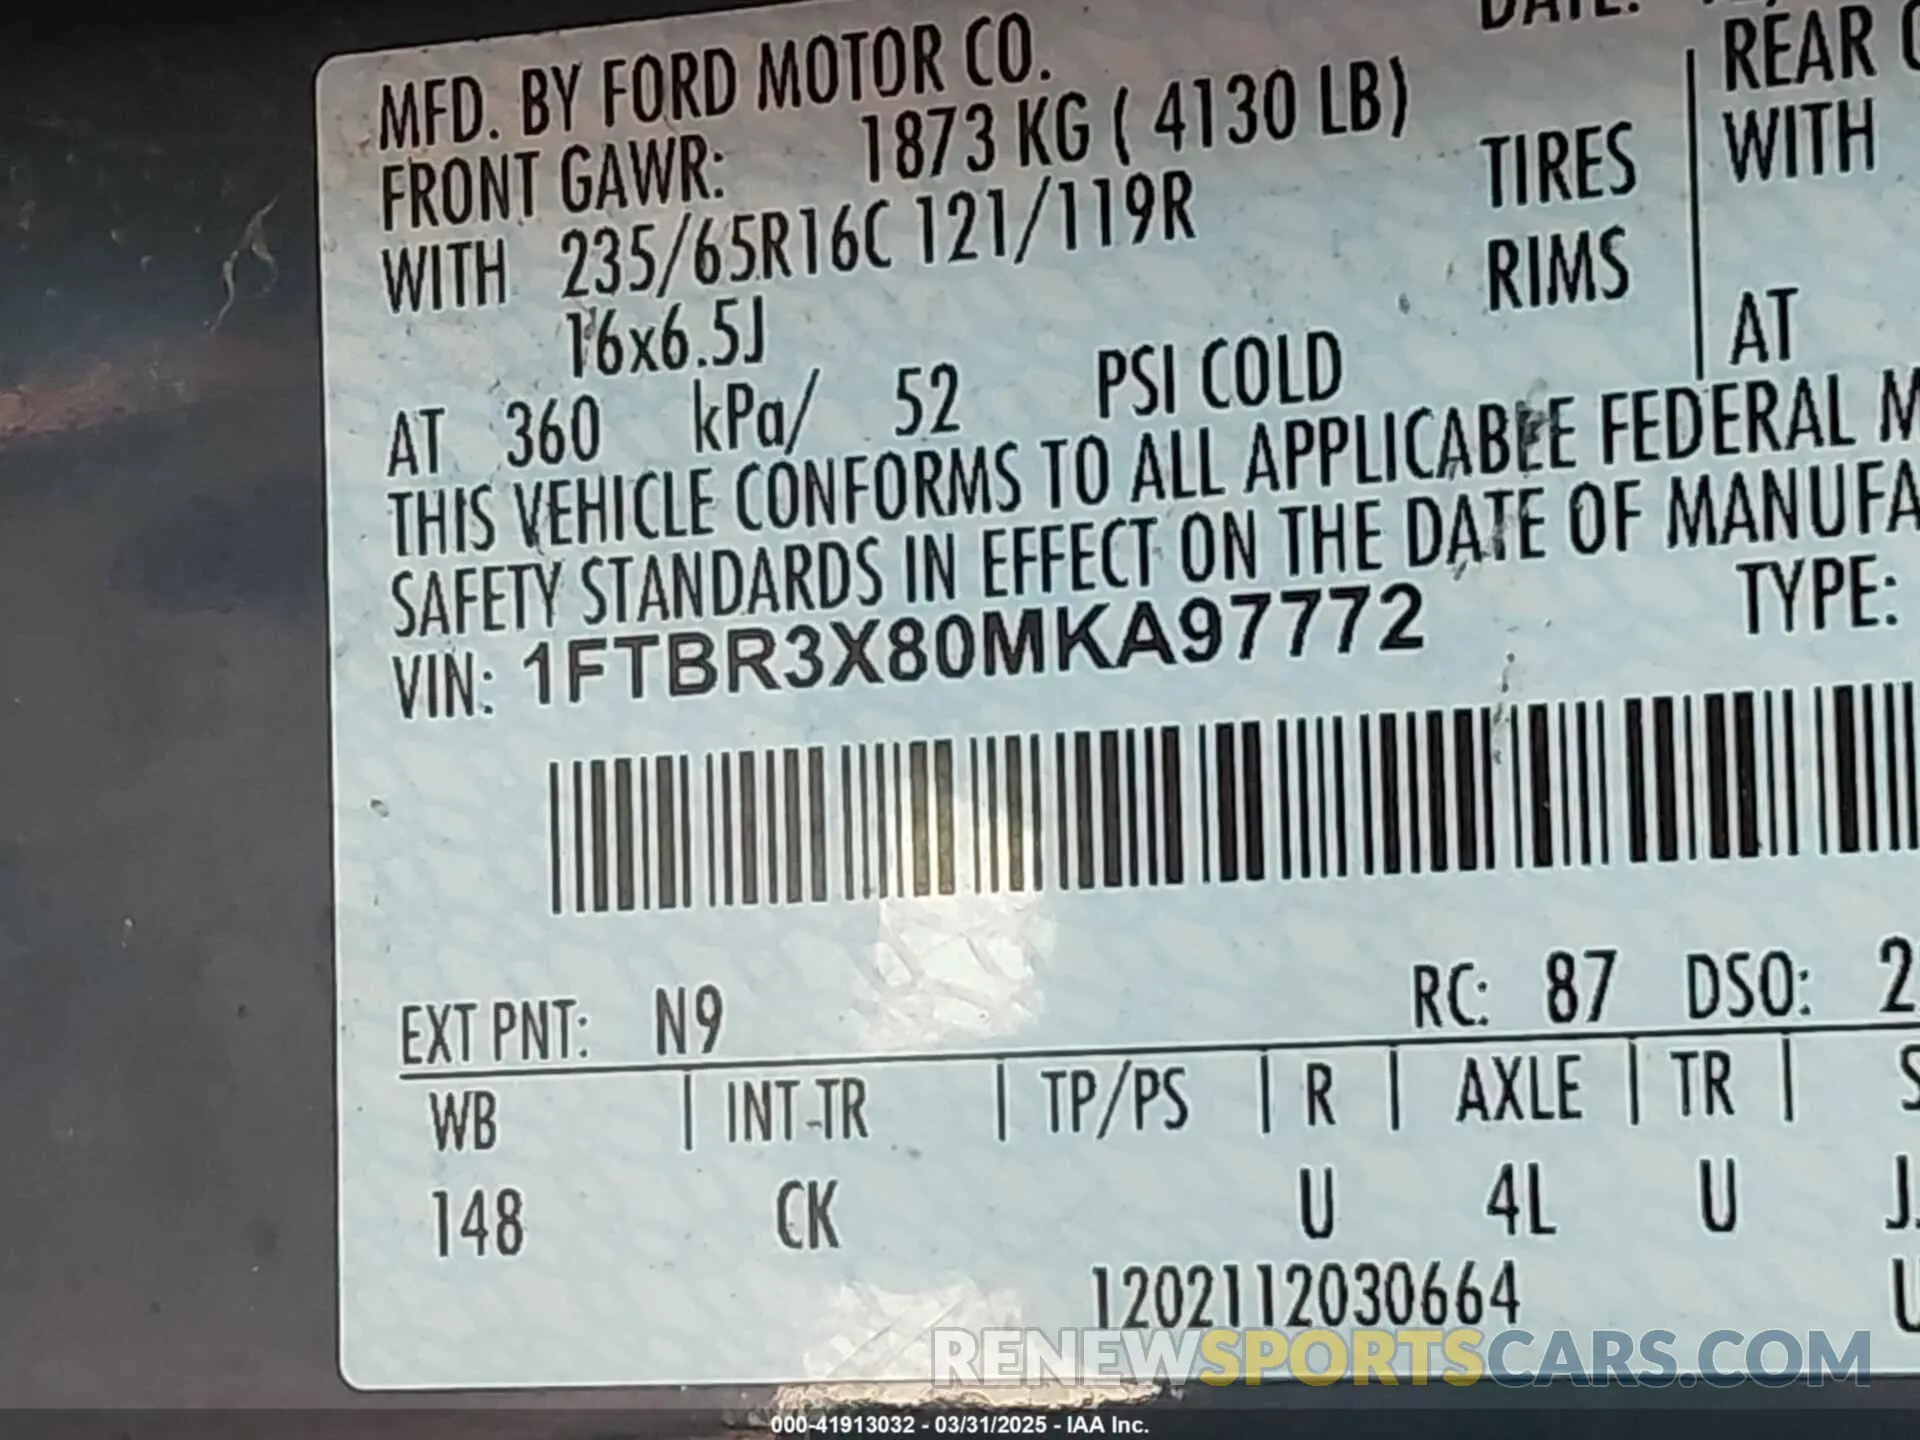 DATE:
MFD. BY FORD MOTOR CO.
FRONT GAWR: 1873 KG ( 4130 LB)
WITH 235/65R16C 121/119R TIRES
16x6.5J RIMS
AT 360 kPa/ 52 PSI COLD
REAR
WITH
AT
THIS VEHICLE CONFORMS TO ALL APPLICABLE FEDERAL M
SAFETY STANDARDS IN EFFECT ON THE DATE OF MANUFA
VIN: 1FTBR3X80MKA97772 TYPE:
EXT PNT: N9 RC: 87 DSO: 2
WB | INT-TR | TP/PS | R | AXLE | TR | S
148 CK U 4L U J
1202112030664 U
RENEWSPORTSCARS.COM
000-41913032 - 03/31/2025 - IAA Inc.